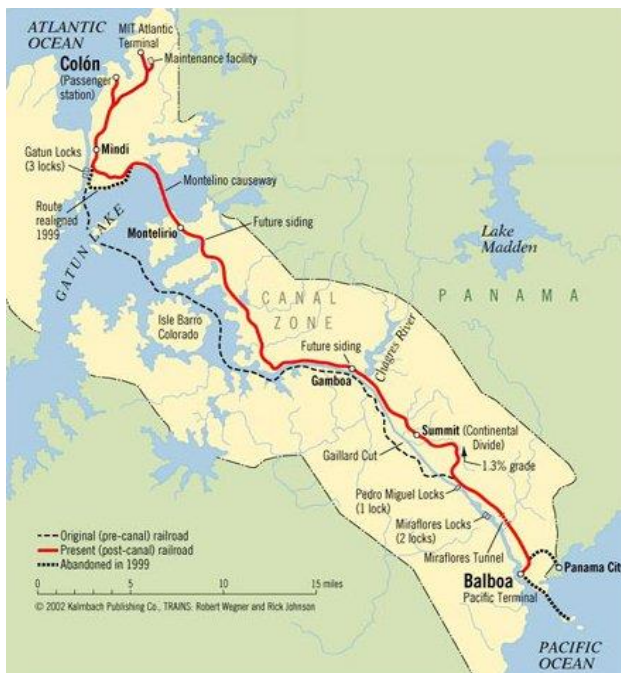 ATLANTIC
OCEAN
MIT Atlantic
Terminal
Maintenance facility
Colón
(Passenger
station)
Mindi
Gatun Locks
(3 locks)
Montelino causeway
Route
realigned
1999
GATUN LAKE
Montelirio
Future siding
Lake
Madden
CANAL
ZONE
PANAMA
Isle Barro
Colorado
Chagres River
Future siding
Gamboa
Summit (Continental
Divide)
Gaillard Cut
1.3% grade
Pedro Miguel Locks
(1 lock)
Miraflores Locks
(2 locks)
Miraflores Tunnel
Panama City
Balboa
Pacific Terminal
Original (pre-canal) railroad
Present (post-canal) railroad
Abandoned in 1999
0 5 10 15 miles
© 2002 Kalmbach Publishing Co., TRAINS: Robert Wegner and Rick Johnson
PACIFIC
OCEAN